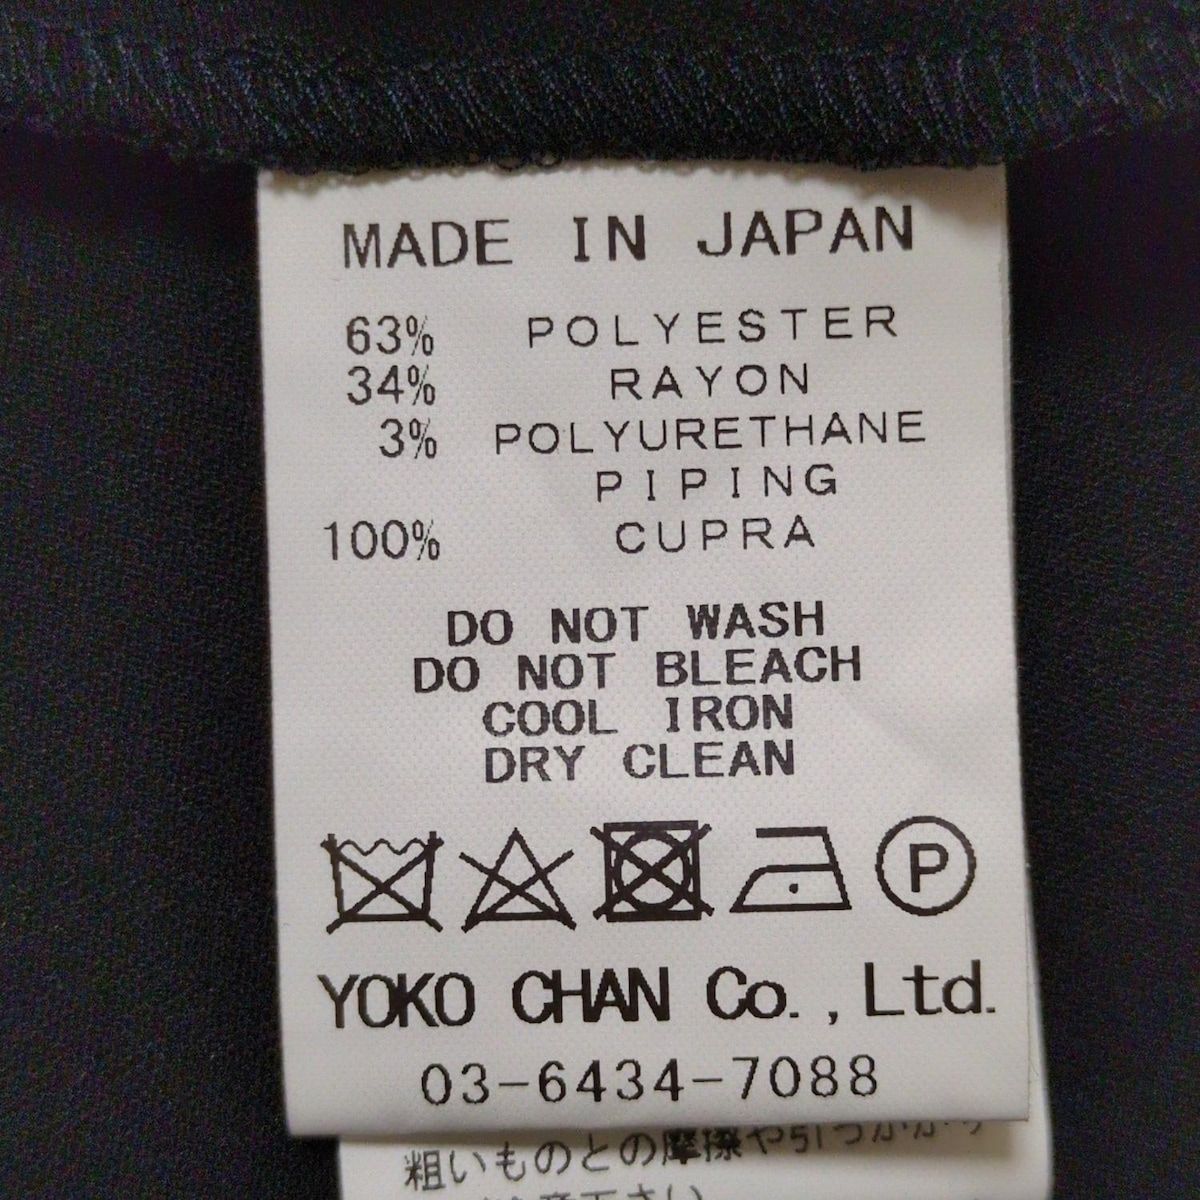 MADE IN JAPAN
63% POLYESTER
34% RAYON
3% POLYURETHANE
PIPING
100% CUPRA
DO NOT WASH
DO NOT BLEACH
COOL IRON
DRY CLEAN
P
YOKO CHAN Co., Ltd.
03-6434-7088
粗いものとの摩擦や引っかかり